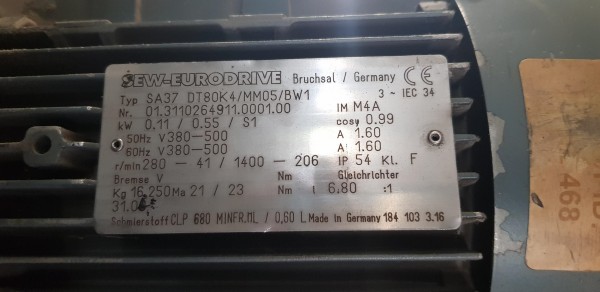 SEW-EURODRIVE Bruchsal / Germany CE
Typ SA37 DT80K4/MM05/BW1 3 ~ IEC 34
Nr. 01.3110264911.0001.00 IM M4A
kW 0.11 / 0.55 / S1 cosφ 0.99
50Hz V 380-500 A 1.60
60Hz V 380-500 A 1.60
r/min 280 - 41 / 1400 - 206 IP 54 Kl. F
Bremse V Nm Gleichrichter
Kg 16.250 Ma 21 / 23 Nm i 6.80 :1
31.0
Schmierstoff CLP 680 MINFR.ML / 0,60 L Made in Germany 184 103 3.16
468